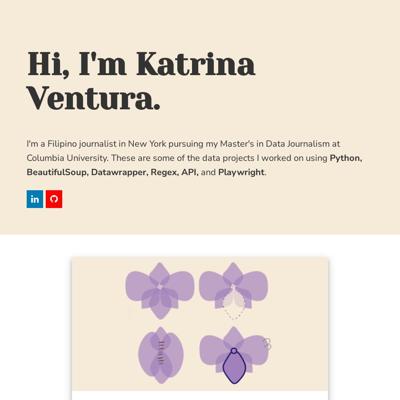 Hi, I'm Katrina
Ventura.
I'm a Filipino journalist in New York pursuing my Master's in Data Journalism at
Columbia University. These are some of the data projects I worked on using Python,
BeautifulSoup, Datawrapper, Regex, API, and Playwright.
in